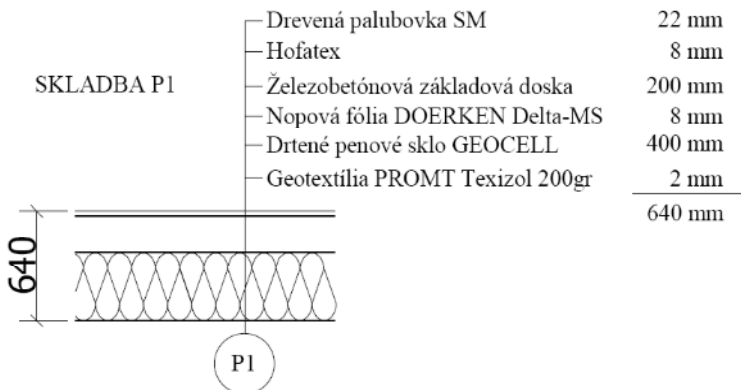 Drevená palubovka SM 22 mm
Hofatex 8 mm
SKLADBA P1
Železobetónová základová doska 200 mm
Nopová fólia DOERKEN Delta-MS 8 mm
Drtené penové sklo GEOCELL 400 mm
Geotextília PROMT Texizol 200gr 2 mm
640 mm
640
P1